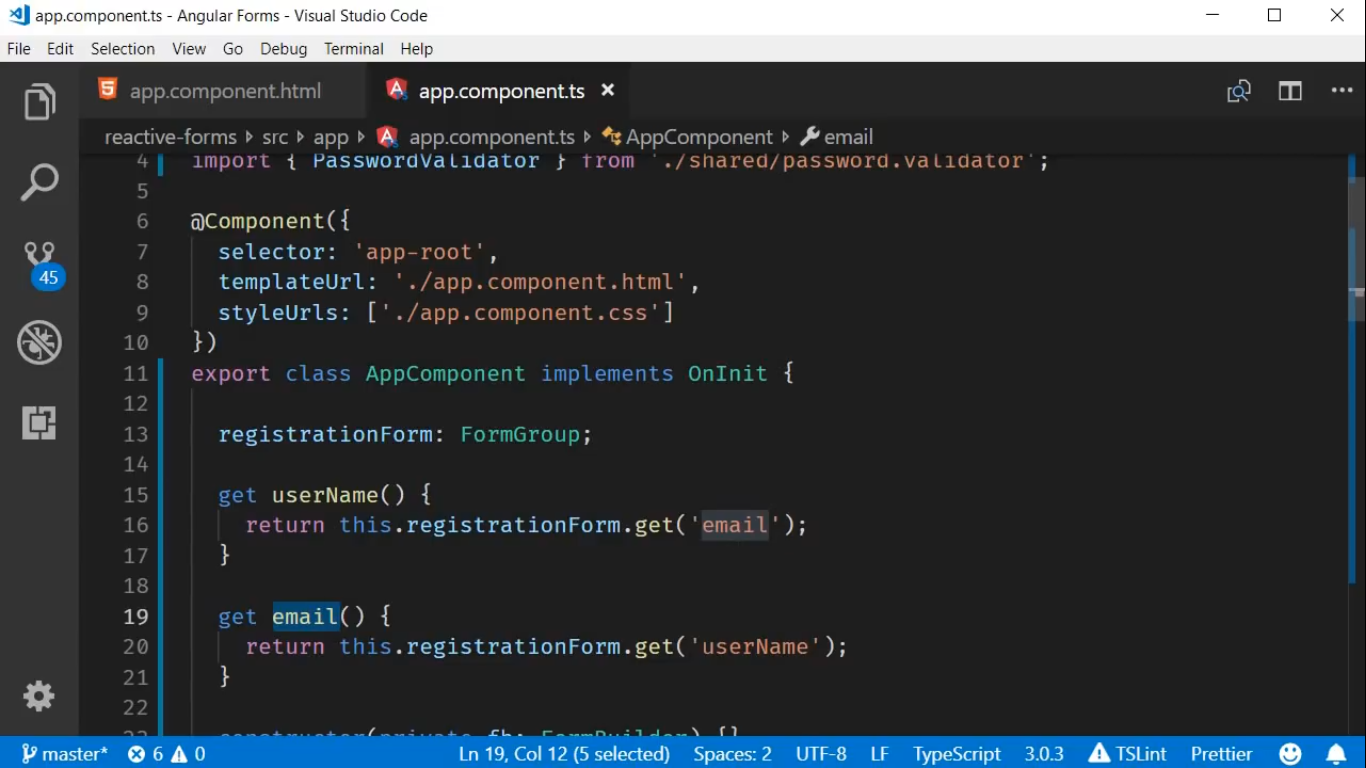 app.component.ts - Angular Forms - Visual Studio Code
File Edit Selection View Go Debug Terminal Help
app.component.html app.component.ts
reactive-forms src app app.component.ts AppComponent email
4 import { PasswordValidator } from './shared/password.validator';
5
6 @Component({
7 selector: 'app-root',
8 templateUrl: './app.component.html',
9 styleUrls: ['./app.component.css']
10 })
11 export class AppComponent implements OnInit {
12
13 registrationForm: FormGroup;
14
15 get userName() {
16 return this.registrationForm.get('email');
17 }
18
19 get email() {
20 return this.registrationForm.get('userName');
21 }
22
23 constructor(private fb: FormBuilder) {}
45
master* 6 0 Ln 19, Col 12 (5 selected) Spaces: 2 UTF-8 LF TypeScript 3.0.3 TSLint Prettier